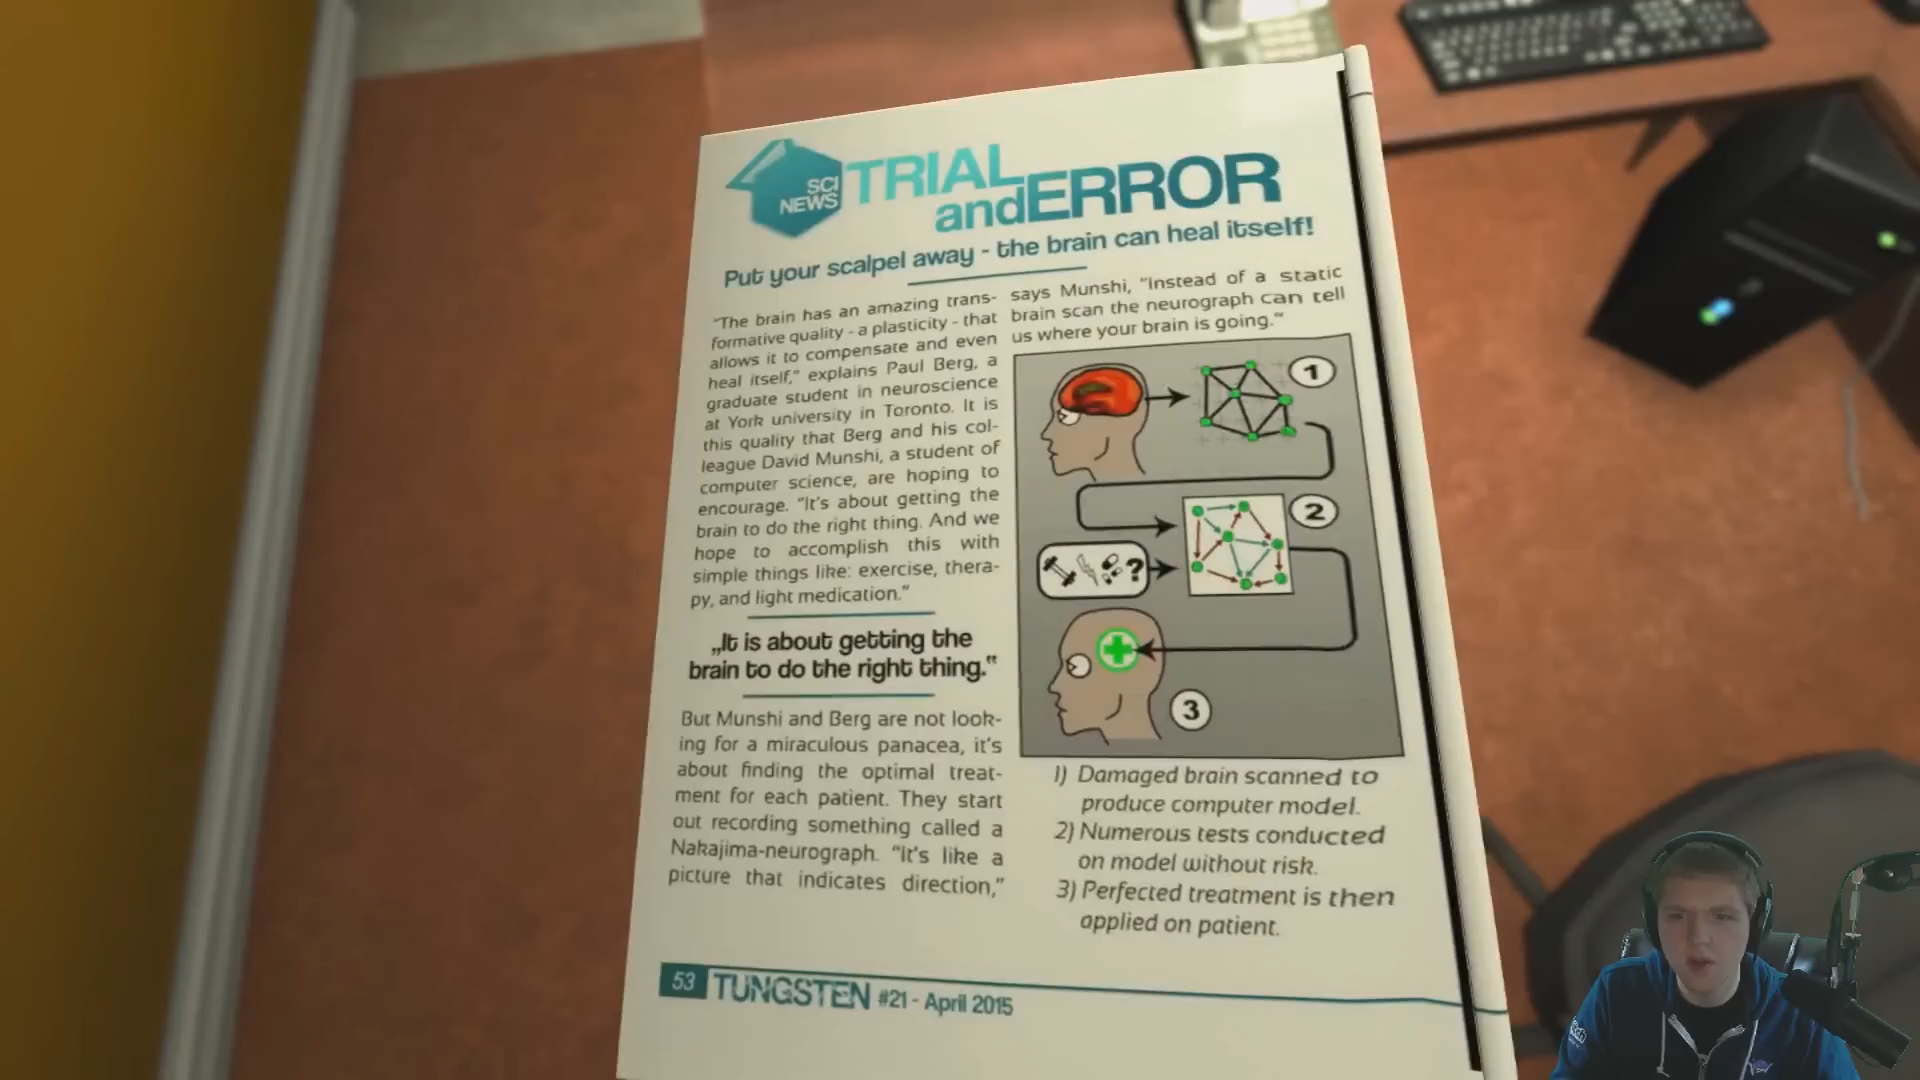 SCI
NEWS
TRIAL
andERROR
Put your scalpel away - the brain can heal itself!
"The brain has an amazing trans-
formative quality - a plasticity - that
allows it to compensate and even
heal itself," explains Paul Berg, a
graduate student in neuroscience
at York university in Toronto. It is
this quality that Berg and his col-
league David Munshi, a student of
computer science, are hoping to
encourage. "It's about getting the
brain to do the right thing. And we
hope to accomplish this with
simple things like: exercise, thera-
py, and light medication."
„It is about getting the
brain to do the right thing."
But Munshi and Berg are not look-
ing for a miraculous panacea, it's
about finding the optimal treat-
ment for each patient. They start
out recording something called a
Nakajima-neurograph. "It's like a
picture that indicates direction,"
says Munshi, "Instead of a static
brain scan the neurograph can tell
us where your brain is going."
1
2
?
3
1) Damaged brain scanned to
produce computer model.
2) Numerous tests conducted
on model without risk.
3) Perfected treatment is then
applied on patient.
53 TUNGSTEN #21 - April 2015